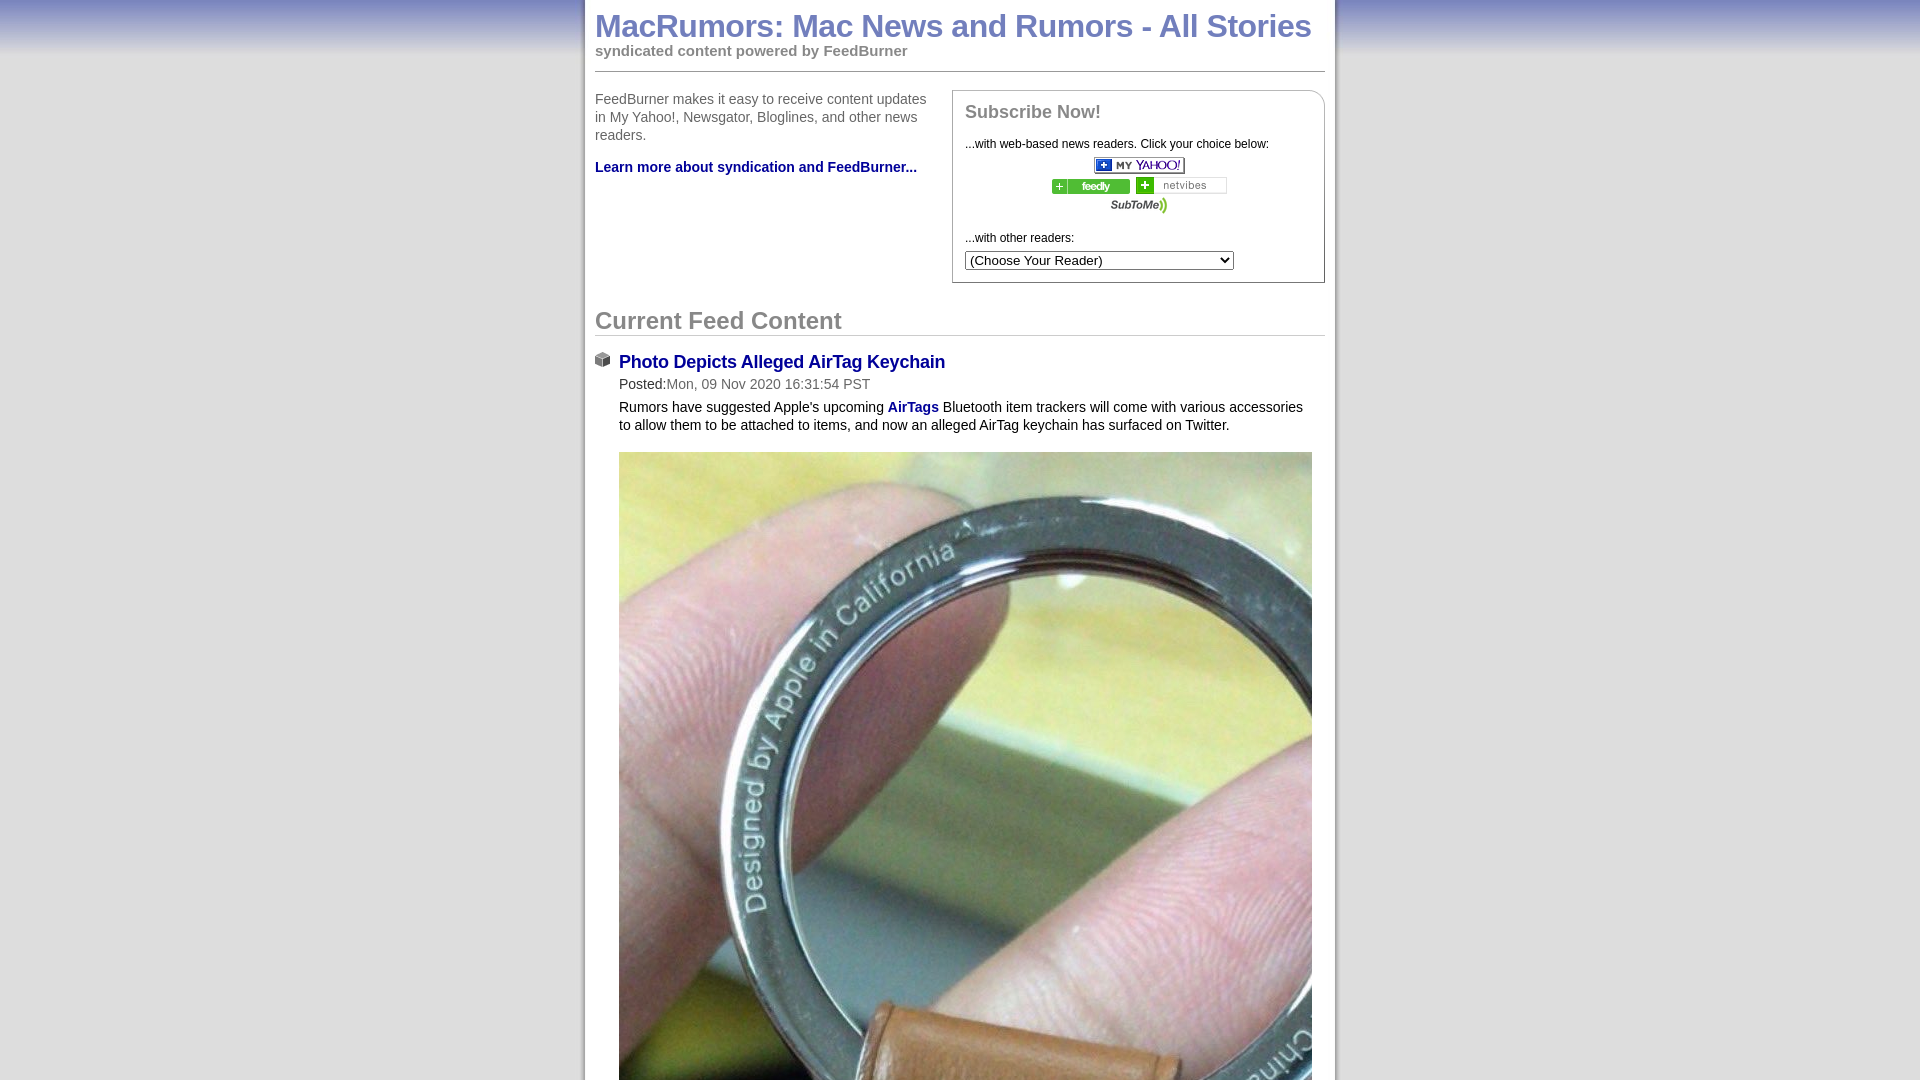 MacRumors: Mac News and Rumors - All Stories
syndicated content powered by FeedBurner
FeedBurner makes it easy to receive content updates
in My Yahoo!, Newsgator, Bloglines, and other news
readers.
Learn more about syndication and FeedBurner...
Subscribe Now!
...with web-based news readers. Click your choice below:
MY YAHOO!
feedly
netvibes
SubToMe
...with other readers:
(Choose Your Reader)
Current Feed Content
Photo Depicts Alleged AirTag Keychain
Posted:Mon, 09 Nov 2020 16:31:54 PST
Rumors have suggested Apple's upcoming AirTags Bluetooth item trackers will come with various accessories
to allow them to be attached to items, and now an alleged AirTag keychain has surfaced on Twitter.
Designed by Apple in California
China